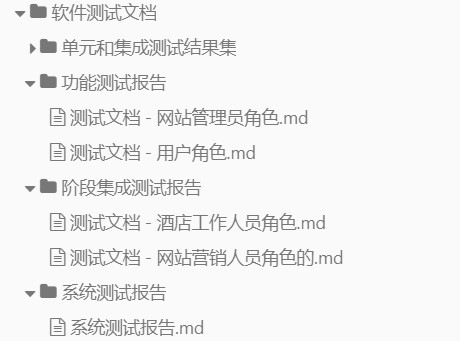 软件测试文档
单元和集成测试结果集
功能测试报告
测试文档 - 网站管理员角色.md
测试文档 - 用户角色.md
阶段集成测试报告
测试文档 - 酒店工作人员角色.md
测试文档 - 网站营销人员角色的.md
系统测试报告
系统测试报告.md